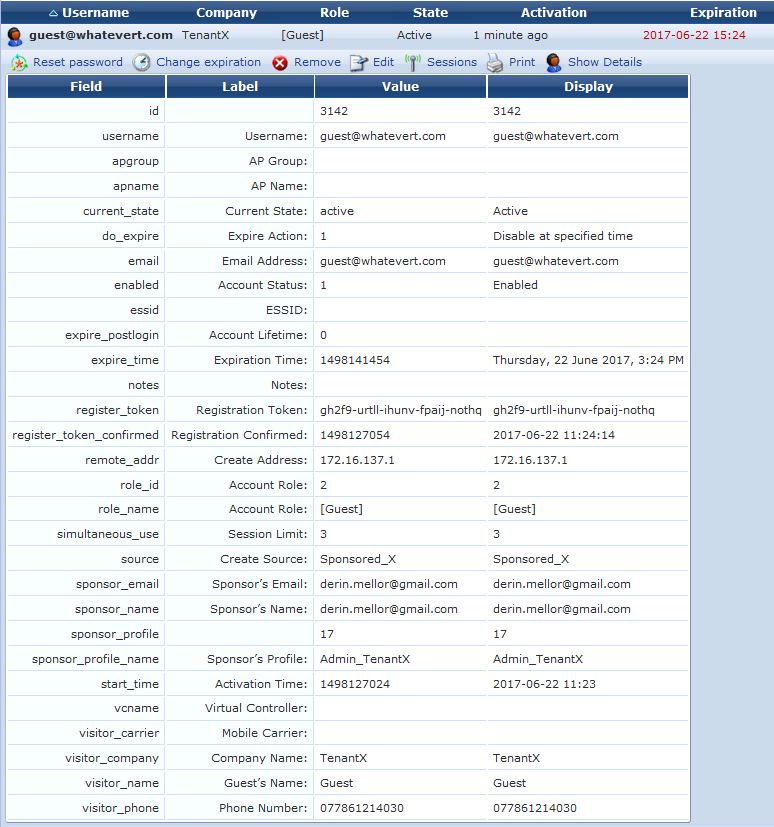 Username Company Role State Activation Expiration
guest@whatevert.com TenantX [Guest] Active 1 minute ago 2017-06-22 15:24
Reset password Change expiration Remove Edit Sessions Print Show Details
Field Label Value Display
id 3142 3142
username Username: guest@whatevert.com guest@whatevert.com
apgroup AP Group:
apname AP Name:
current_state Current State: active Active
do_expire Expire Action: 1 Disable at specified time
email Email Address: guest@whatevert.com guest@whatevert.com
enabled Account Status: 1 Enabled
essid ESSID:
expire_postlogin Account Lifetime: 0
expire_time Expiration Time: 1498141454 Thursday, 22 June 2017, 3:24 PM
notes Notes:
register_token Registration Token: gh2f9-urtll-ihunv-fpaij-nothq gh2f9-urtll-ihunv-fpaij-nothq
register_token_confirmed Registration Confirmed: 1498127054 2017-06-22 11:24:14
remote_addr Create Address: 172.16.137.1 172.16.137.1
role_id Account Role: 2 2
role_name Account Role: [Guest] [Guest]
simultaneous_use Session Limit: 3 3
source Create Source: Sponsored_X Sponsored_X
sponsor_email Sponsor’s Email: derin.mellor@gmail.com derin.mellor@gmail.com
sponsor_name Sponsor’s Name: derin.mellor@gmail.com derin.mellor@gmail.com
sponsor_profile 17 17
sponsor_profile_name Sponsor’s Profile: Admin_TenantX Admin_TenantX
start_time Activation Time: 1498127024 2017-06-22 11:23
vcname Virtual Controller:
visitor_carrier Mobile Carrier:
visitor_company Company Name: TenantX TenantX
visitor_name Guest’s Name: Guest Guest
visitor_phone Phone Number: 077861214030 077861214030